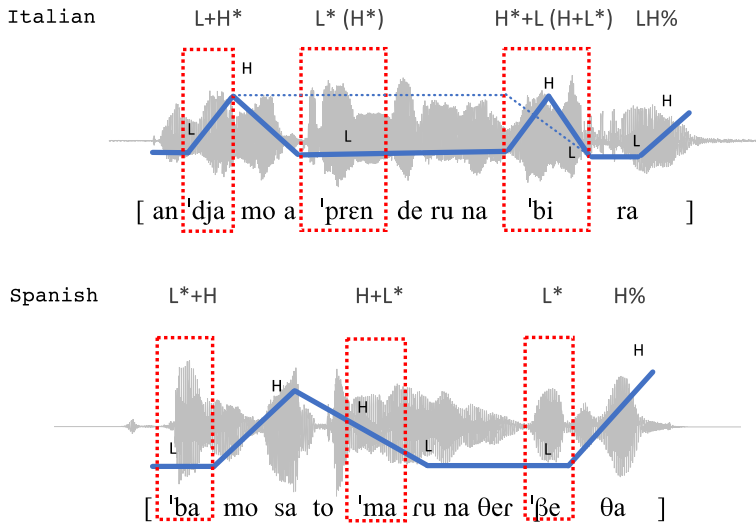 Italian L+H* L* (H*) H*+L (H+L*) LH%
H H H
L L L L
[ an ˈdja mo a ˈprɛn de ru na ˈbi ra ]
Spanish L*+H H+L* L* H%
H H H
L L L
[ ˈba mo sa to ˈma ɾu na θeɾ ˈβe θa ]